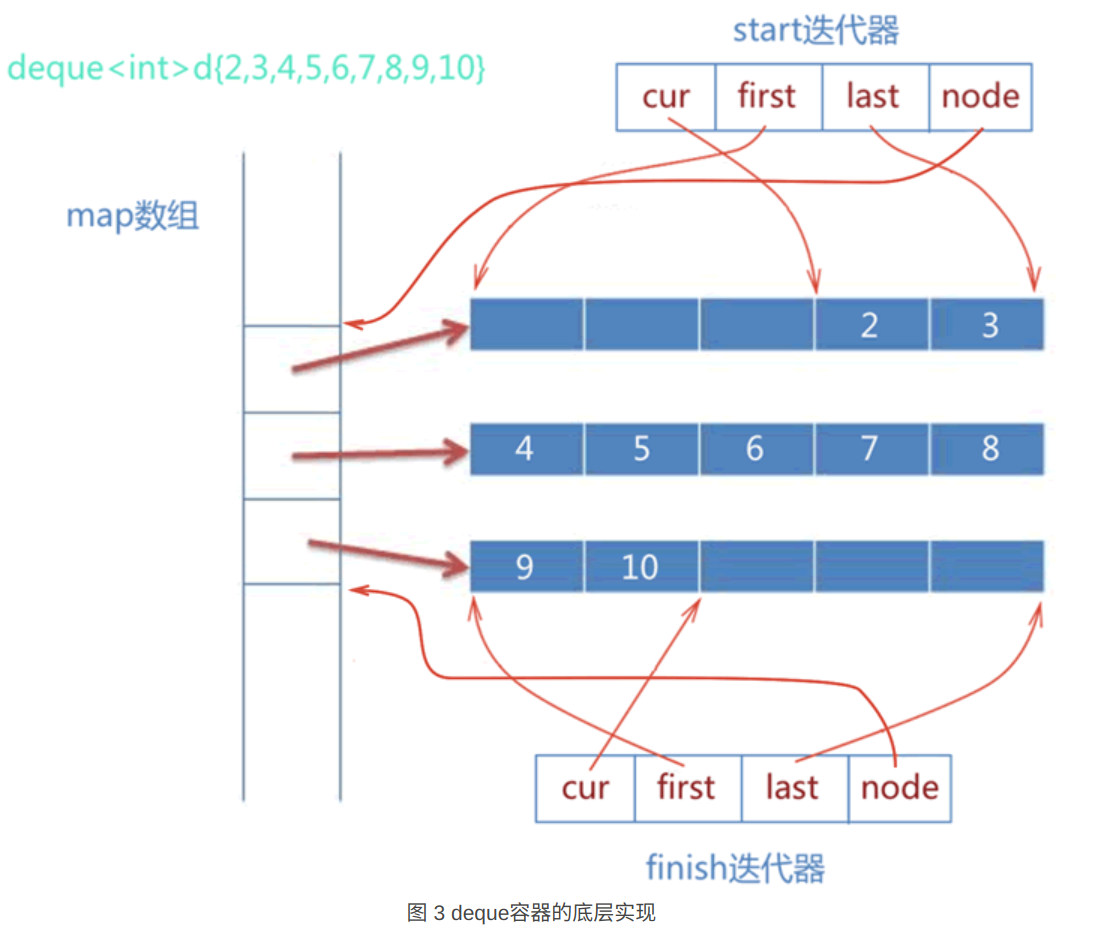 start迭代器
deque<int>d{2,3,4,5,6,7,8,9,10}
cur first last node
map数组
2 3
4 5 6 7 8
9 10
cur first last node
finish迭代器
图 3 deque容器的底层实现